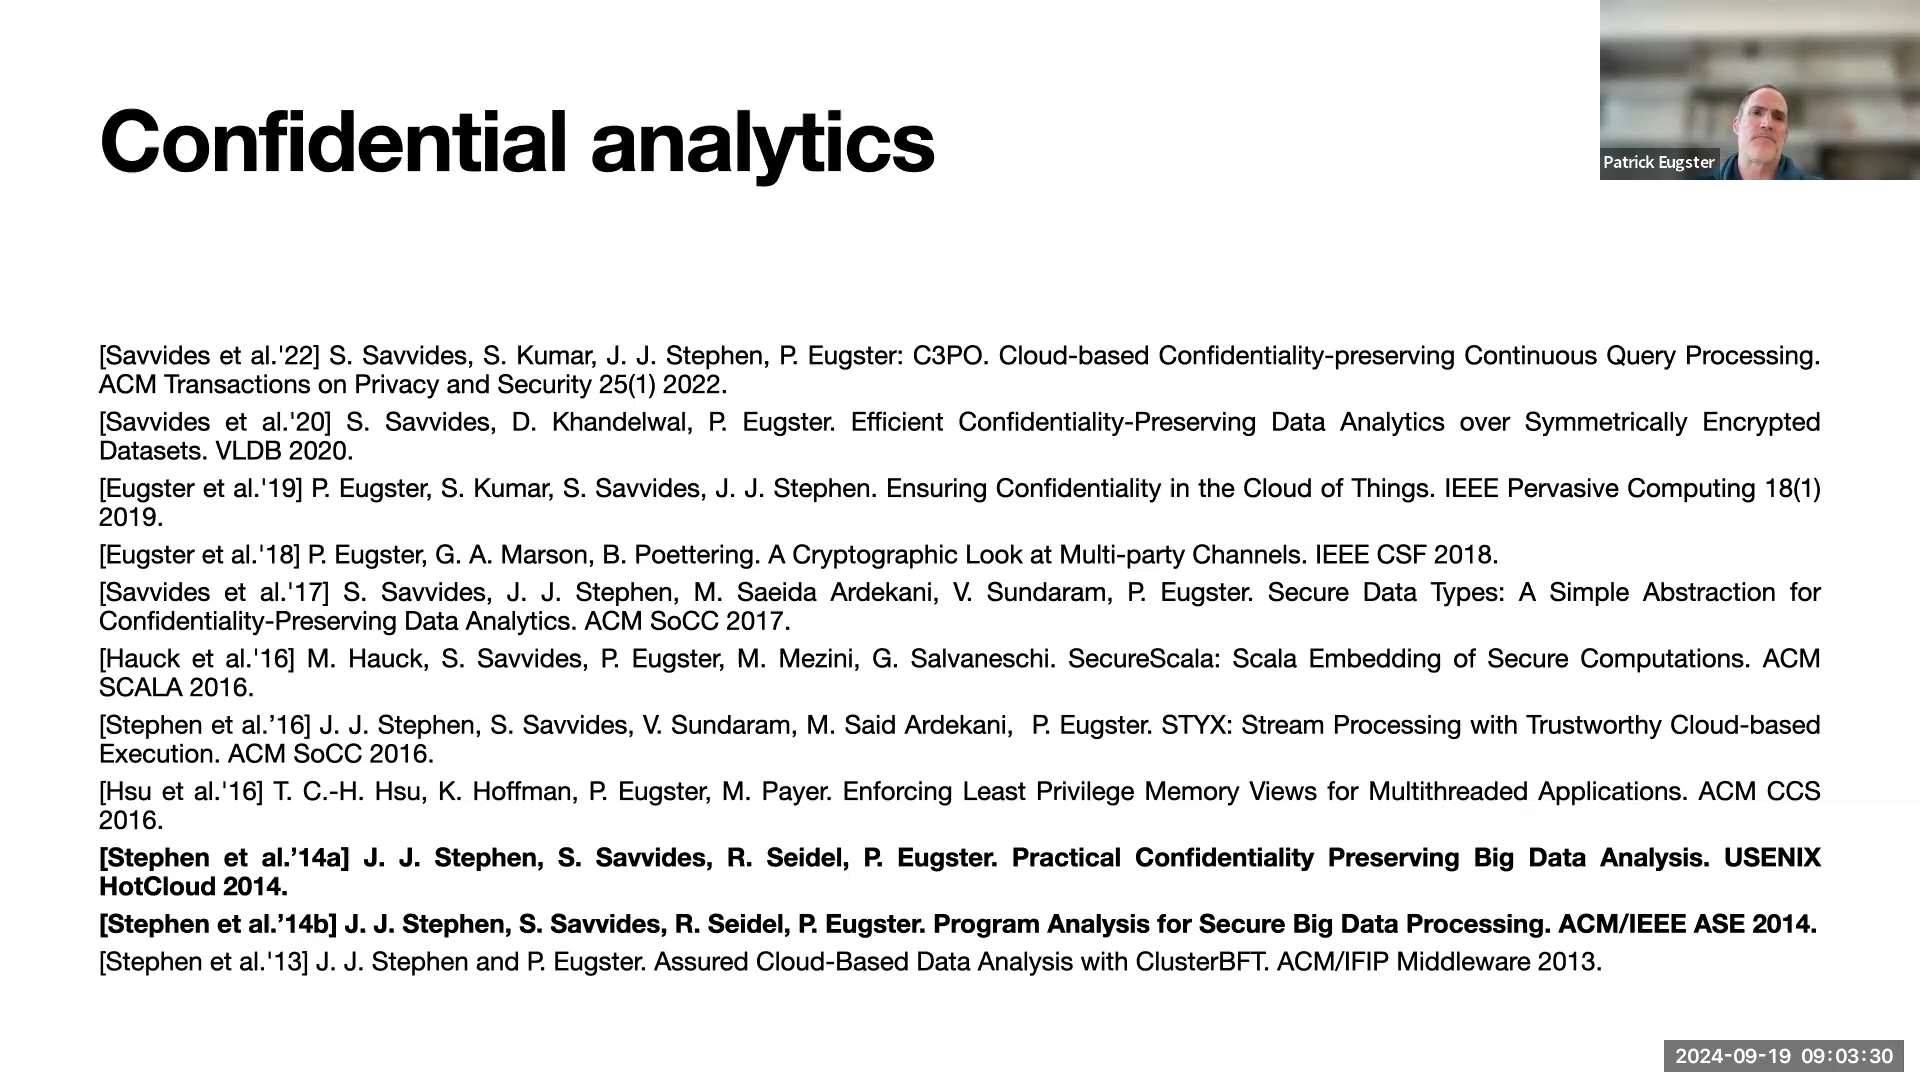 Confidential analytics
Patrick Eugster
[Savvides et al.'22] S. Savvides, S. Kumar, J. J. Stephen, P. Eugster: C3PO. Cloud-based Confidentiality-preserving Continuous Query Processing.
ACM Transactions on Privacy and Security 25(1) 2022.
[Savvides et al.'20] S. Savvides, D. Khandelwal, P. Eugster. Efficient Confidentiality-Preserving Data Analytics over Symmetrically Encrypted
Datasets. VLDB 2020.
[Eugster et al.'19] P. Eugster, S. Kumar, S. Savvides, J. J. Stephen. Ensuring Confidentiality in the Cloud of Things. IEEE Pervasive Computing 18(1)
2019.
[Eugster et al.'18] P. Eugster, G. A. Marson, B. Poettering. A Cryptographic Look at Multi-party Channels. IEEE CSF 2018.
[Savvides et al.'17] S. Savvides, J. J. Stephen, M. Saeida Ardekani, V. Sundaram, P. Eugster. Secure Data Types: A Simple Abstraction for
Confidentiality-Preserving Data Analytics. ACM SoCC 2017.
[Hauck et al.'16] M. Hauck, S. Savvides, P. Eugster, M. Mezini, G. Salvaneschi. SecureScala: Scala Embedding of Secure Computations. ACM
SCALA 2016.
[Stephen et al.’16] J. J. Stephen, S. Savvides, V. Sundaram, M. Said Ardekani, P. Eugster. STYX: Stream Processing with Trustworthy Cloud-based
Execution. ACM SoCC 2016.
[Hsu et al.'16] T. C.-H. Hsu, K. Hoffman, P. Eugster, M. Payer. Enforcing Least Privilege Memory Views for Multithreaded Applications. ACM CCS
2016.
[Stephen et al.’14a] J. J. Stephen, S. Savvides, R. Seidel, P. Eugster. Practical Confidentiality Preserving Big Data Analysis. USENIX
HotCloud 2014.
[Stephen et al.’14b] J. J. Stephen, S. Savvides, R. Seidel, P. Eugster. Program Analysis for Secure Big Data Processing. ACM/IEEE ASE 2014.
[Stephen et al.'13] J. J. Stephen and P. Eugster. Assured Cloud-Based Data Analysis with ClusterBFT. ACM/IFIP Middleware 2013.
2024-09-19 09:03:30